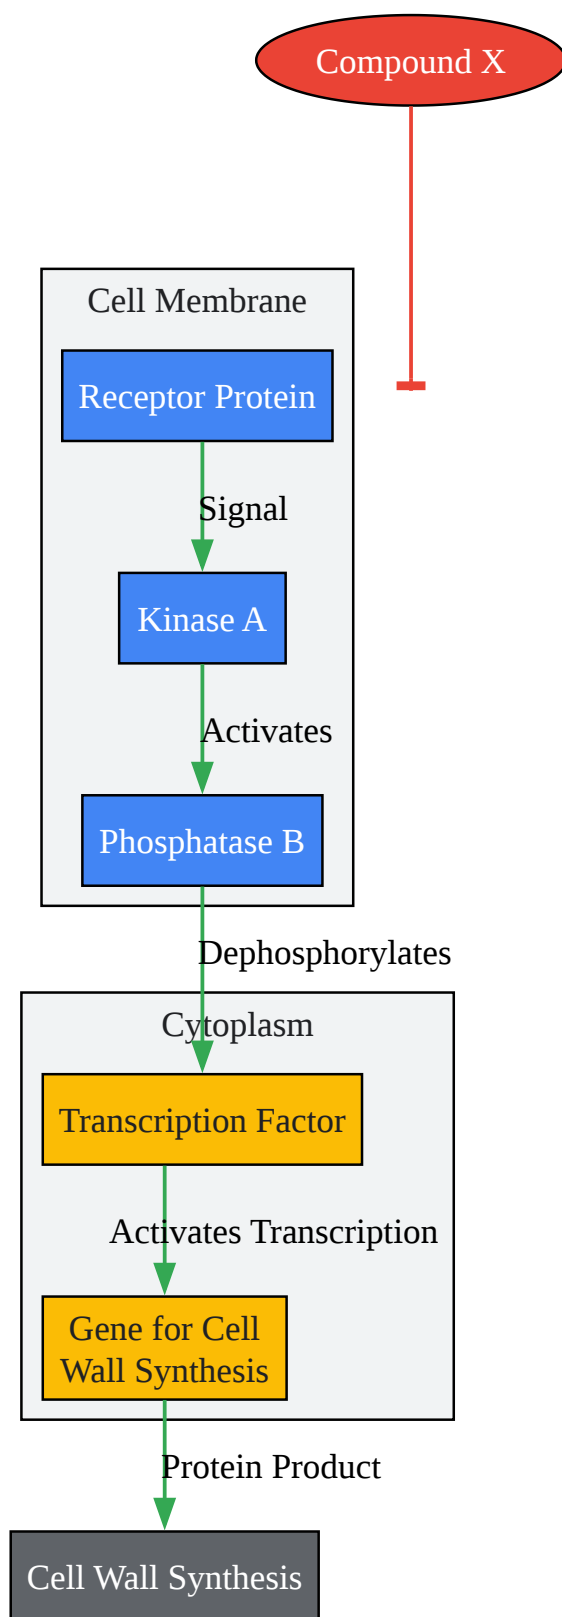 Compound X
Cell Membrane
Receptor Protein
Signal
Kinase A
Activates
Phosphatase B
Dephosphorylates
Cytoplasm
Transcription Factor
Activates Transcription
Gene for Cell
Wall Synthesis
Protein Product
Cell Wall Synthesis